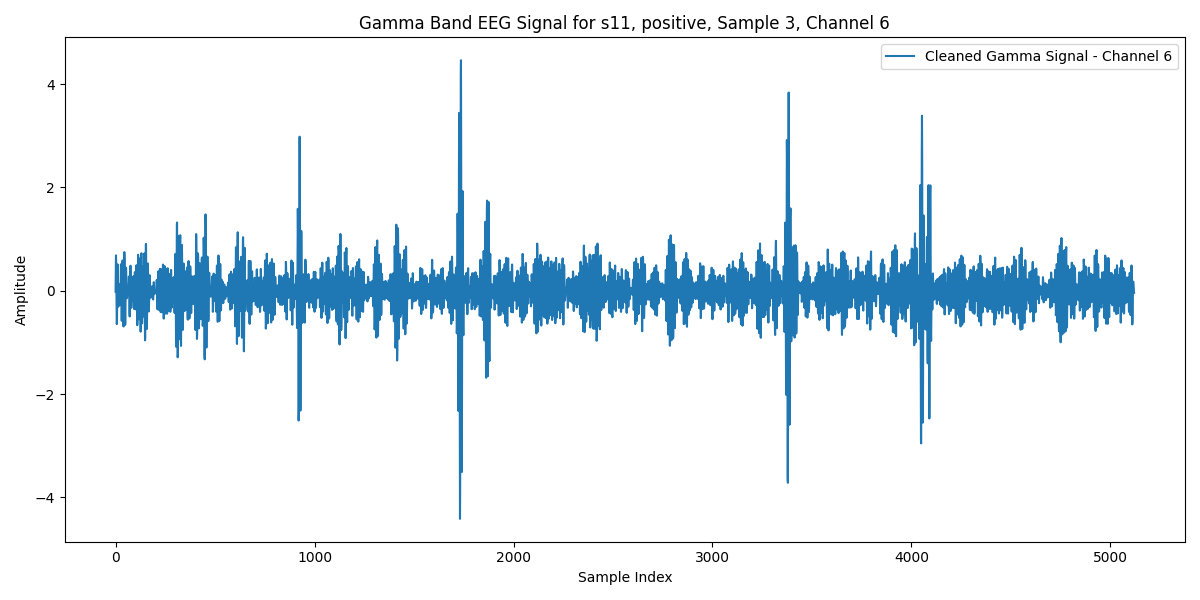 Gamma Band EEG Signal for s11, positive, Sample 3, Channel 6
Cleaned Gamma Signal - Channel 6
Amplitude
4
2
0
−2
−4
0 1000 2000 3000 4000 5000
Sample Index